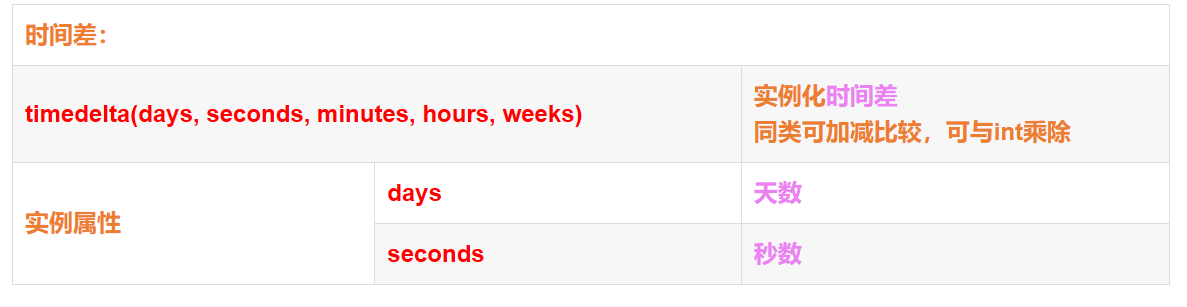 时间差：
timedelta(days, seconds, minutes, hours, weeks)
实例化时间差
同类可加减比较，可与int乘除
实例属性
days
天数
seconds
秒数